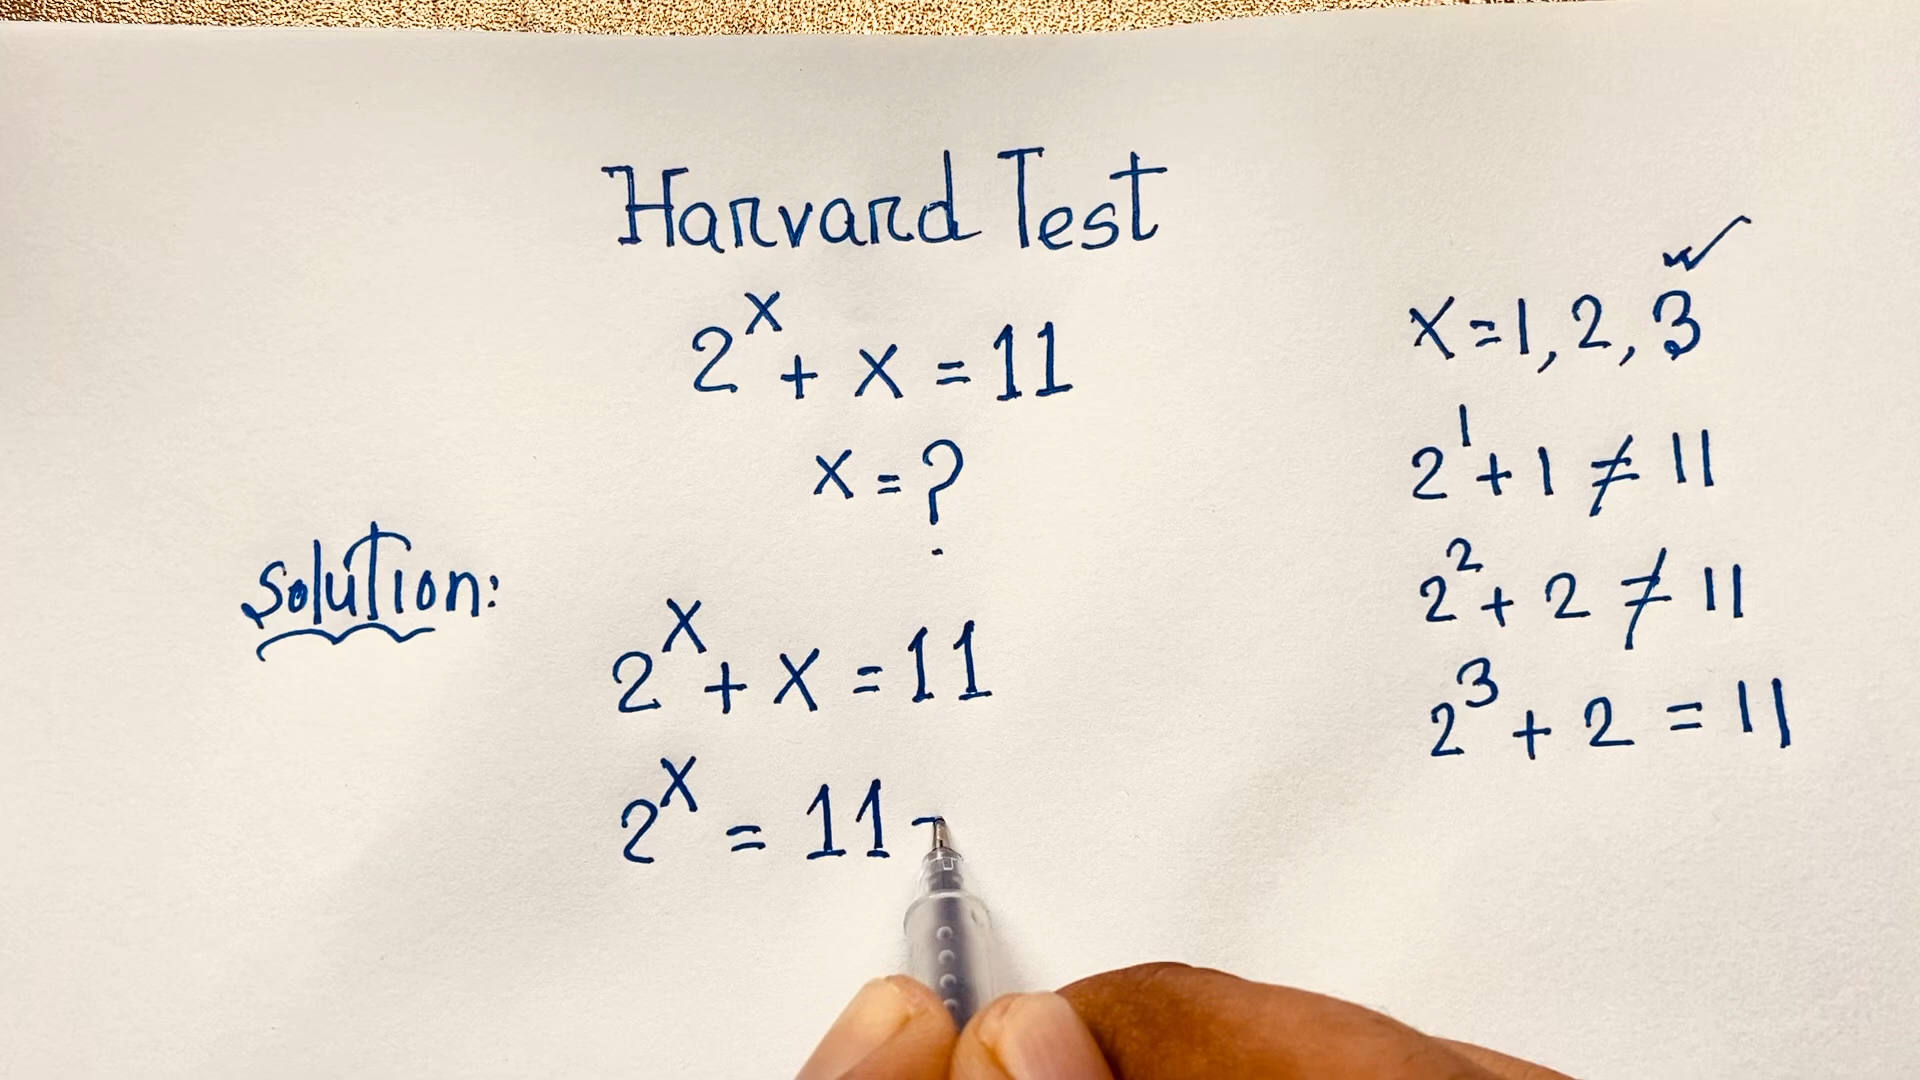 Harvard Test
2^x + x = 11
x = ?
Solution:
2^x + x = 11
2^x = 11 -
x = 1, 2, 3 ✓
2^1 + 1 ≠ 11
2^2 + 2 ≠ 11
2^3 + 2 = 11